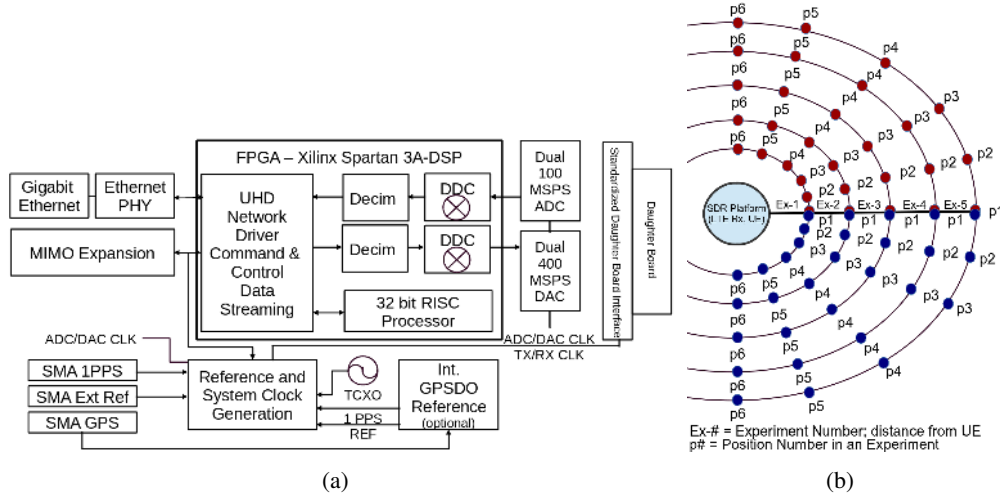 FPGA – Xilinx Spartan 3A-DSP
Gigabit
Ethernet
Ethernet
PHY
MIMO Expansion
UHD
Network
Driver
Command &
Control
Data
Streaming
Decim
DDC
Decim
DDC
32 bit RISC
Processor
Dual
100
MSPS
ADC
Dual
400
MSPS
DAC
Standardized Daughter Board Interface
Daughter Board
ADC/DAC CLK
TX/RX CLK
ADC/DAC CLK
SMA 1PPS
SMA Ext Ref
SMA GPS
Reference and
System Clock
Generation
TCXO
1 PPS
REF
Int.
GPSDO
Reference
(optional)
(a)
p6
p5
p4
p3
p2
p1
p6
p5
p4
p3
p2
p6
p5
p4
p3
p2
p6
p5
p4
p3
p2
p6
p5
p4
p3
p2
SDR Platform
(LTE Rx. UE)
Ex-1
Ex-2
Ex-3
Ex-4
Ex-5
p1
p1
p1
p1
p2
p2
p2
p2
p3
p3
p3
p3
p4
p4
p4
p4
p5
p5
p5
p5
p6
p6
p6
p6
Ex-# = Experiment Number; distance from UE
p# = Position Number in an Experiment
(b)